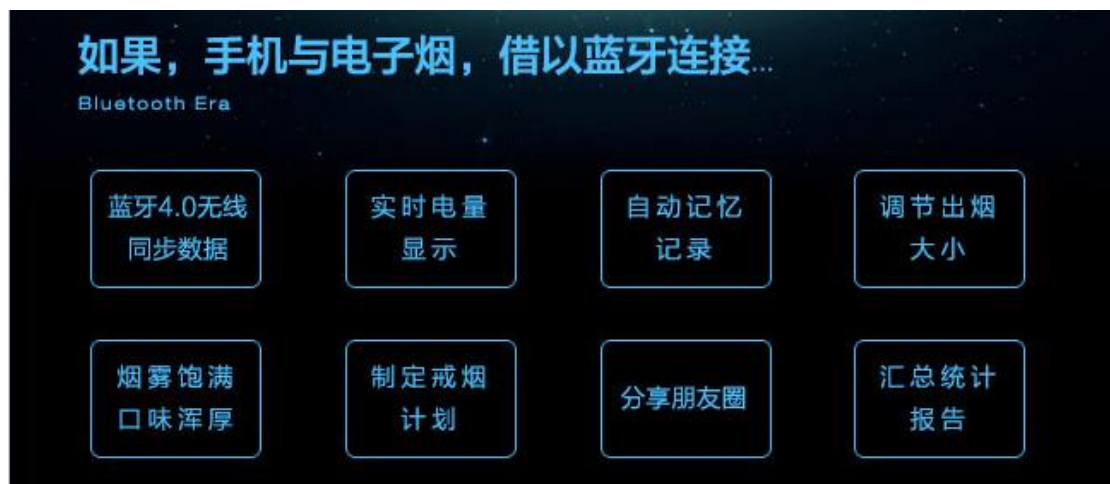 如果，手机与电子烟，借以蓝牙连接...
Bluetooth Era
蓝牙4.0无线
同步数据
实时电量
显示
自动记忆
记录
调节出烟
大小
烟雾饱满
口味浑厚
制定戒烟
计划
分享朋友圈
汇总统计
报告